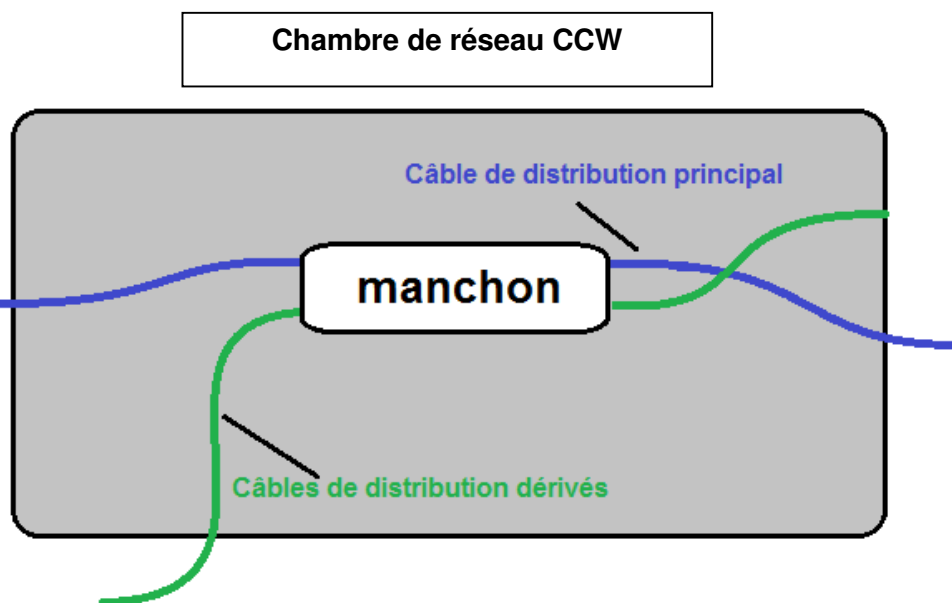 Chambre de réseau CCW
Câble de distribution principal
manchon
Câbles de distribution dérivés